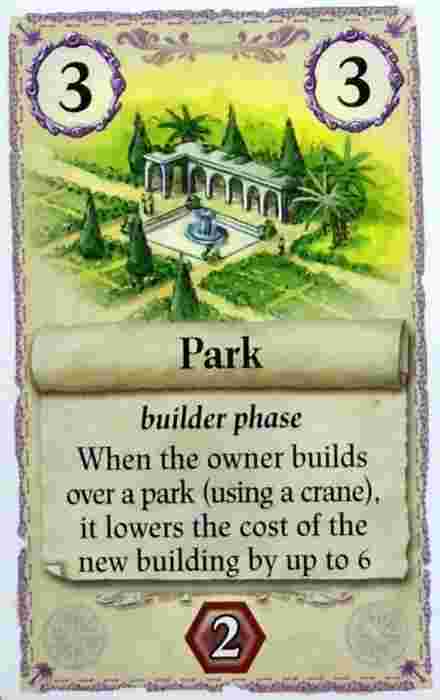 3 3
Park
builder phase
When the owner builds
over a park (using a crane),
it lowers the cost of the
new building by up to 6
2